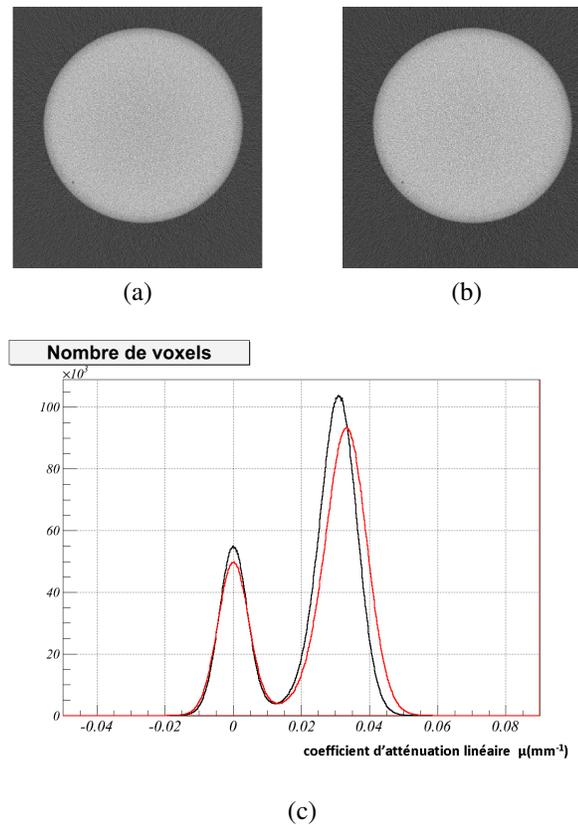 (a)
(b)
Nombre de voxels
×10³
100
80
60
40
20
0
-0.04 -0.02 0 0.02 0.04 0.06 0.08
coefficient d'atténuation linéaire μ(mm⁻¹)
(c)